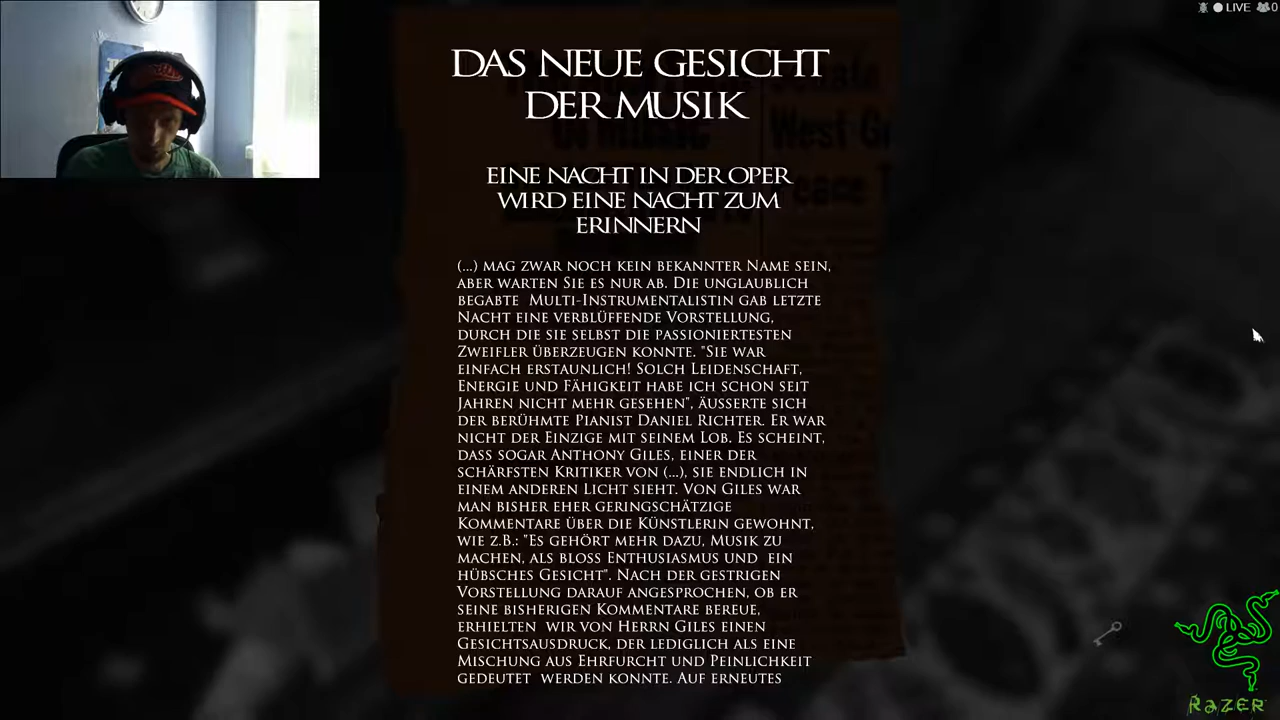 LIVE 0
DAS NEUE GESICHT
DER MUSIK
EINE NACHT IN DER OPER
WIRD EINE NACHT ZUM
ERINNERN
(...) MAG ZWAR NOCH KEIN BEKANNTER NAME SEIN,
ABER WARTEN SIE ES NUR AB. DIE UNGLAUBLICH
BEGABTE MULTI-INSTRUMENTALISTIN GAB LETZTE
NACHT EINE VERBLÜFFENDE VORSTELLUNG,
DURCH DIE SIE SELBST DIE PASSIONIERTESTEN
ZWEIFLER ÜBERZEUGEN KONNTE. "SIE WAR
EINFACH ERSTAUNLICH! SOLCH LEIDENSCHAFT,
ENERGIE UND FÄHIGKEIT HABE ICH SCHON SEIT
JAHREN NICHT MEHR GESEHEN", ÄUSSERTE SICH
DER BERÜHMTE PIANIST DANIEL RICHTER. ER WAR
NICHT DER EINZIGE MIT SEINEM LOB. ES SCHEINT,
DASS SOGAR ANTHONY GILES, EINER DER
SCHÄRFSTEN KRITIKER VON (...), SIE ENDLICH IN
EINEM ANDEREN LICHT SIEHT. VON GILES WAR
MAN BISHER EHER GERINGSCHÄTZIGE
KOMMENTARE ÜBER DIE KÜNSTLERIN GEWOHNT,
WIE Z.B.: "ES GEHÖRT MEHR DAZU, MUSIK ZU
MACHEN, ALS BLOSS ENTHUSIASMUS UND EIN
HÜBSCHES GESICHT". NACH DER GESTRIGEN
VORSTELLUNG DARAUF ANGESPROCHEN, OB ER
SEINE BISHERIGEN KOMMENTARE BEREUE,
ERHIELTEN WIR VON HERRN GILES EINEN
GESICHTSAUSDRUCK, DER LEDIGLICH ALS EINE
MISCHUNG AUS EHRFURCHT UND PEINLICHKEIT
GEDEUTET WERDEN KONNTE. AUF ERNEUTES
West
RAZER